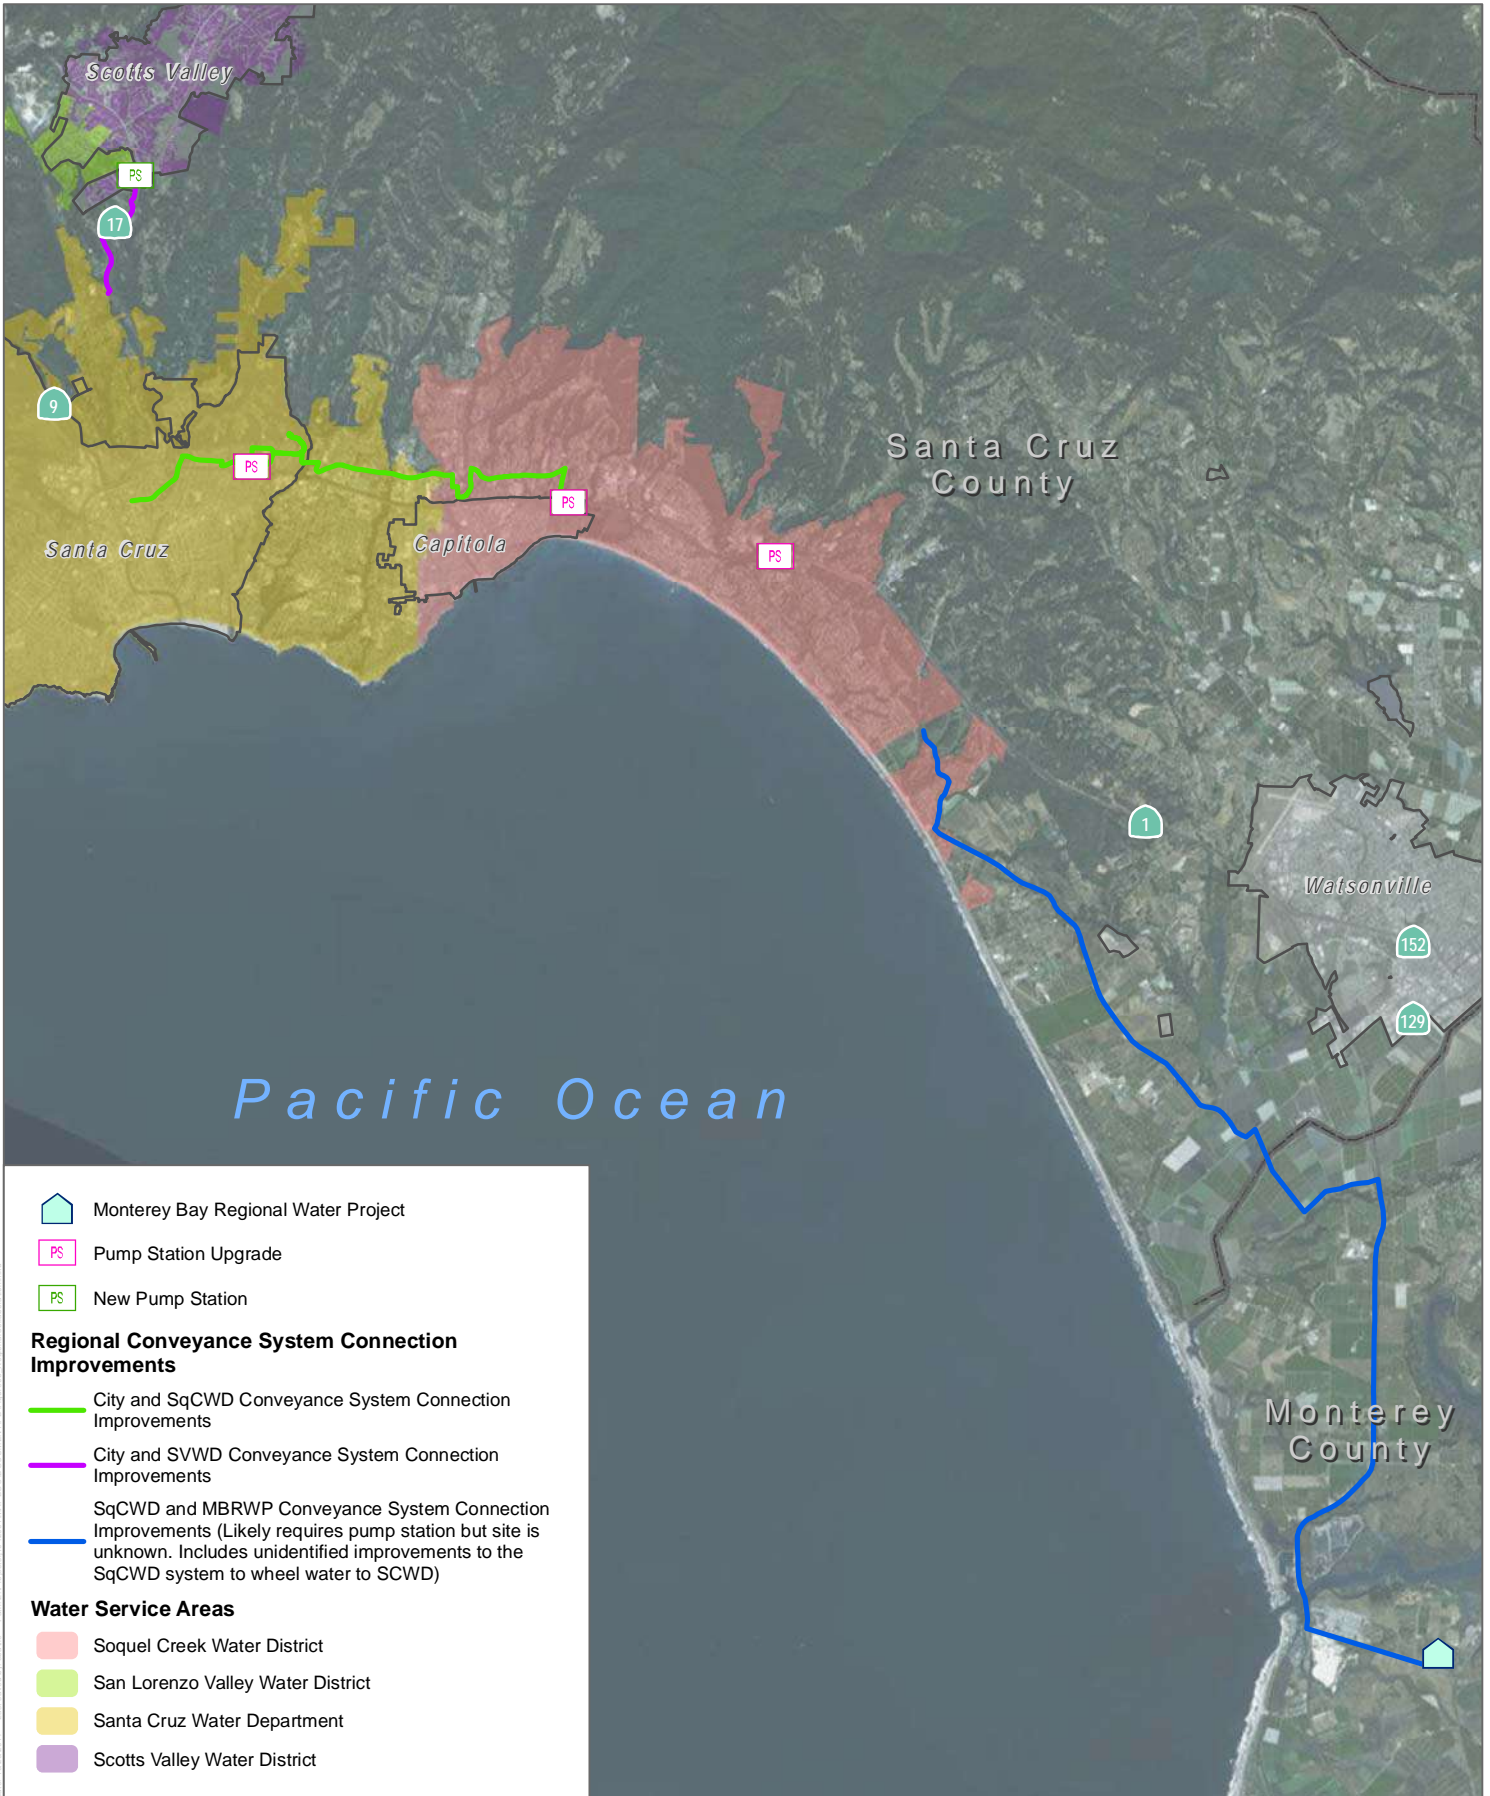 Scotts Valley
PS
17
9
PS
PS
Santa Cruz
Capitola
PS
Santa Cruz
County
1
Watsonville
152
129
Pacific Ocean
Monterey
County
Monterey Bay Regional Water Project
PS
Pump Station Upgrade
PS
New Pump Station
Regional Conveyance System Connection
Improvements
City and SqCWD Conveyance System Connection
Improvements
City and SVWD Conveyance System Connection
Improvements
SqCWD and MBRWP Conveyance System Connection
Improvements (Likely requires pump station but site is
unknown. Includes unidentified improvements to the
SqCWD system to wheel water to SCWD)
Water Service Areas
Soquel Creek Water District
San Lorenzo Valley Water District
Santa Cruz Water Department
Scotts Valley Water District